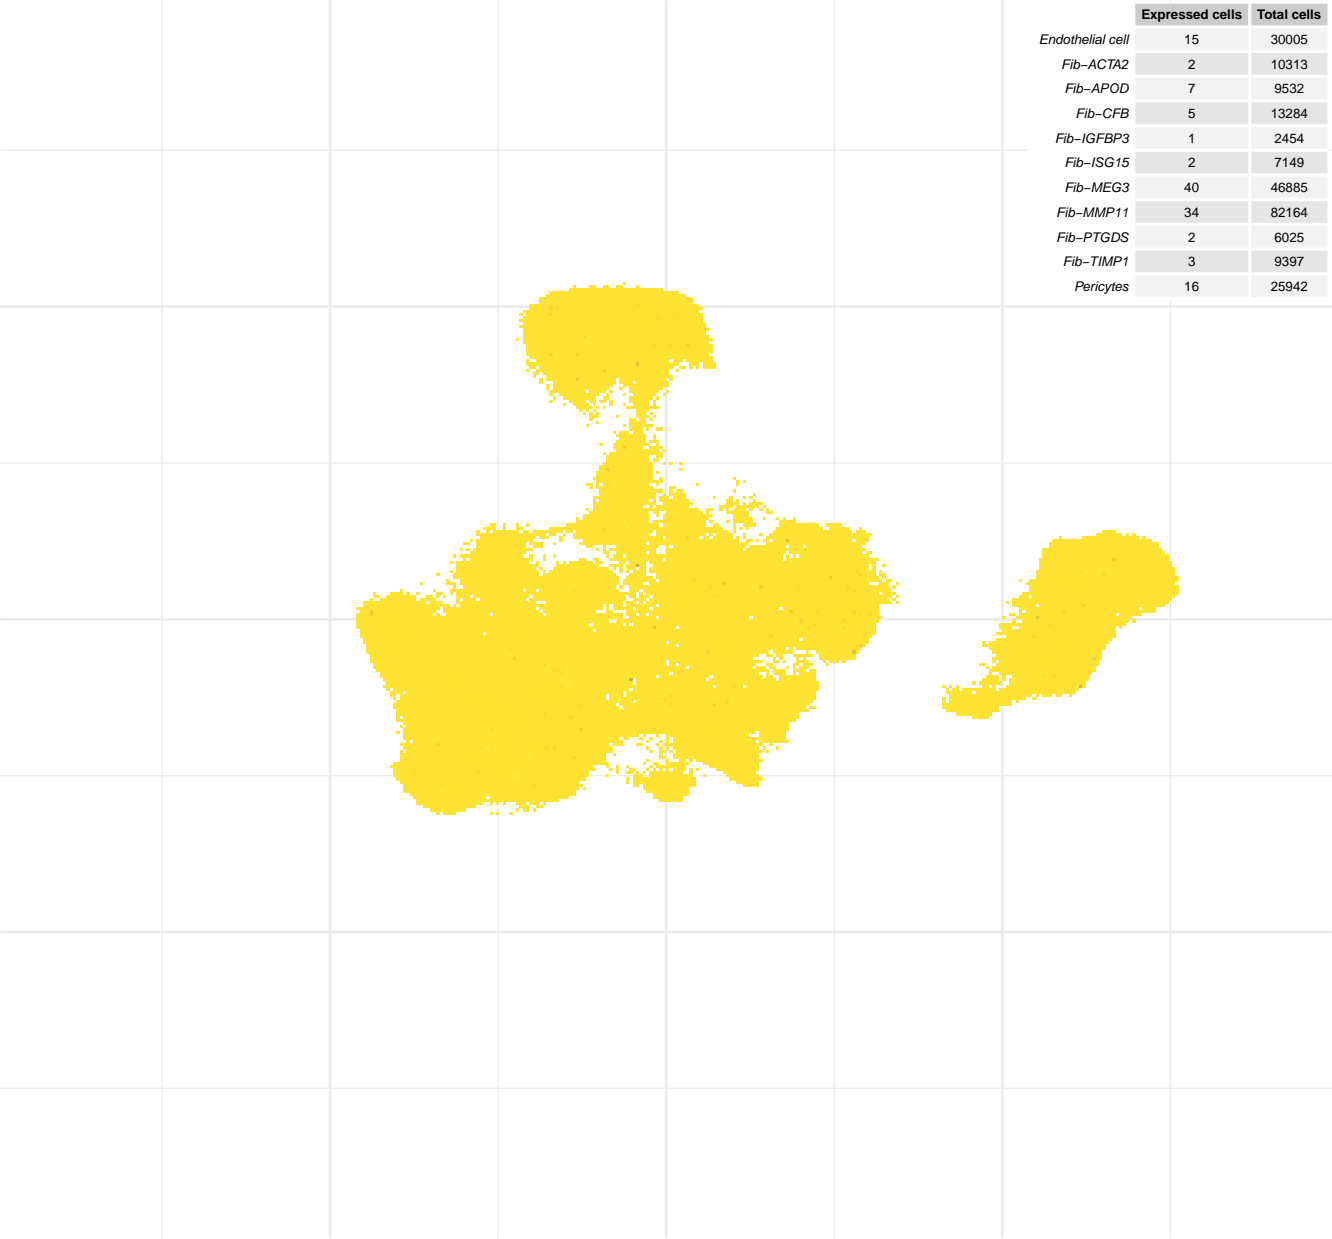 Expressed cells Total cells
Endothelial cell 15 30005
Fib−ACTA2 2 10313
Fib−APOD 7 9532
Fib−CFB 5 13284
Fib−IGFBP3 1 2454
Fib−ISG15 2 7149
Fib−MEG3 40 46885
Fib−MMP11 34 82164
Fib−PTGDS 2 6025
Fib−TIMP1 3 9397
Pericytes 16 25942